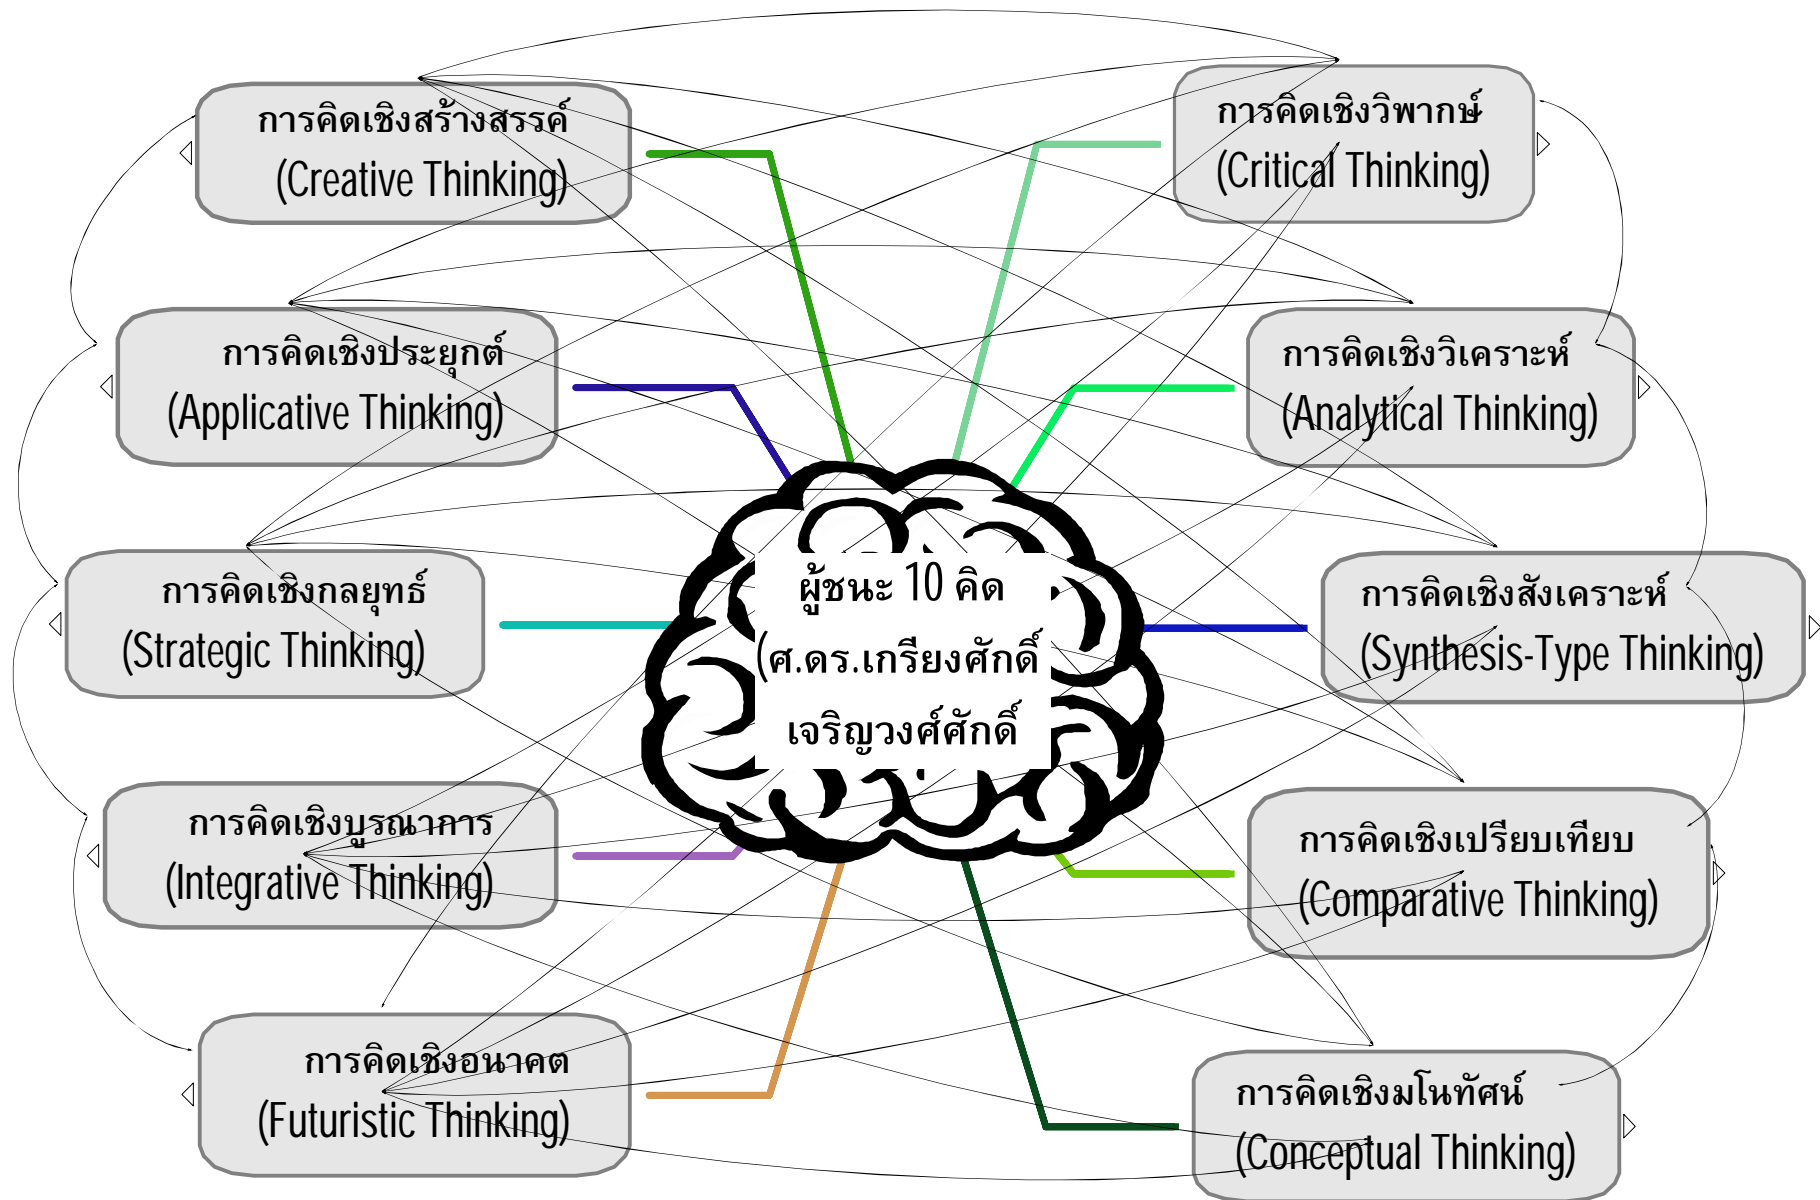 การคิดเชิงสร้างสรรค์
(Creative Thinking)
การคิดเชิงวิพากษ์
(Critical Thinking)
การคิดเชิงประยุกต์
(Applicative Thinking)
การคิดเชิงวิเคราะห์
(Analytical Thinking)
ผู้ชนะ 10 คิด
(ศ.ดร.เกรียงศักดิ์
เจริญวงศ์ศักดิ์
การคิดเชิงกลยุทธ์
(Strategic Thinking)
การคิดเชิงสังเคราะห์
(Synthesis-Type Thinking)
การคิดเชิงบูรณาการ
(Integrative Thinking)
การคิดเชิงเปรียบเทียบ
(Comparative Thinking)
การคิดเชิงอนาคต
(Futuristic Thinking)
การคิดเชิงมโนทัศน์
(Conceptual Thinking)